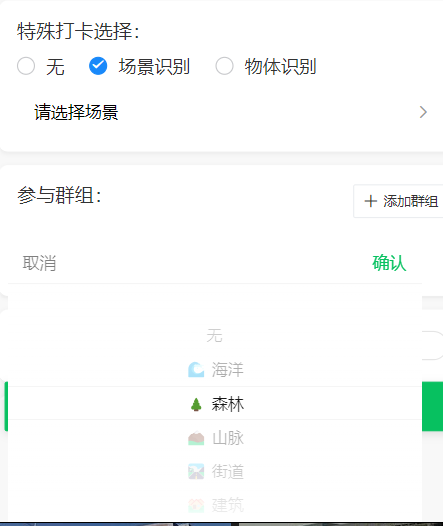 特殊打卡选择：
无 场景识别 物体识别
请选择场景
参与群组：
添加群组
取消 确认
无
海洋
森林
山脉
街道
建筑